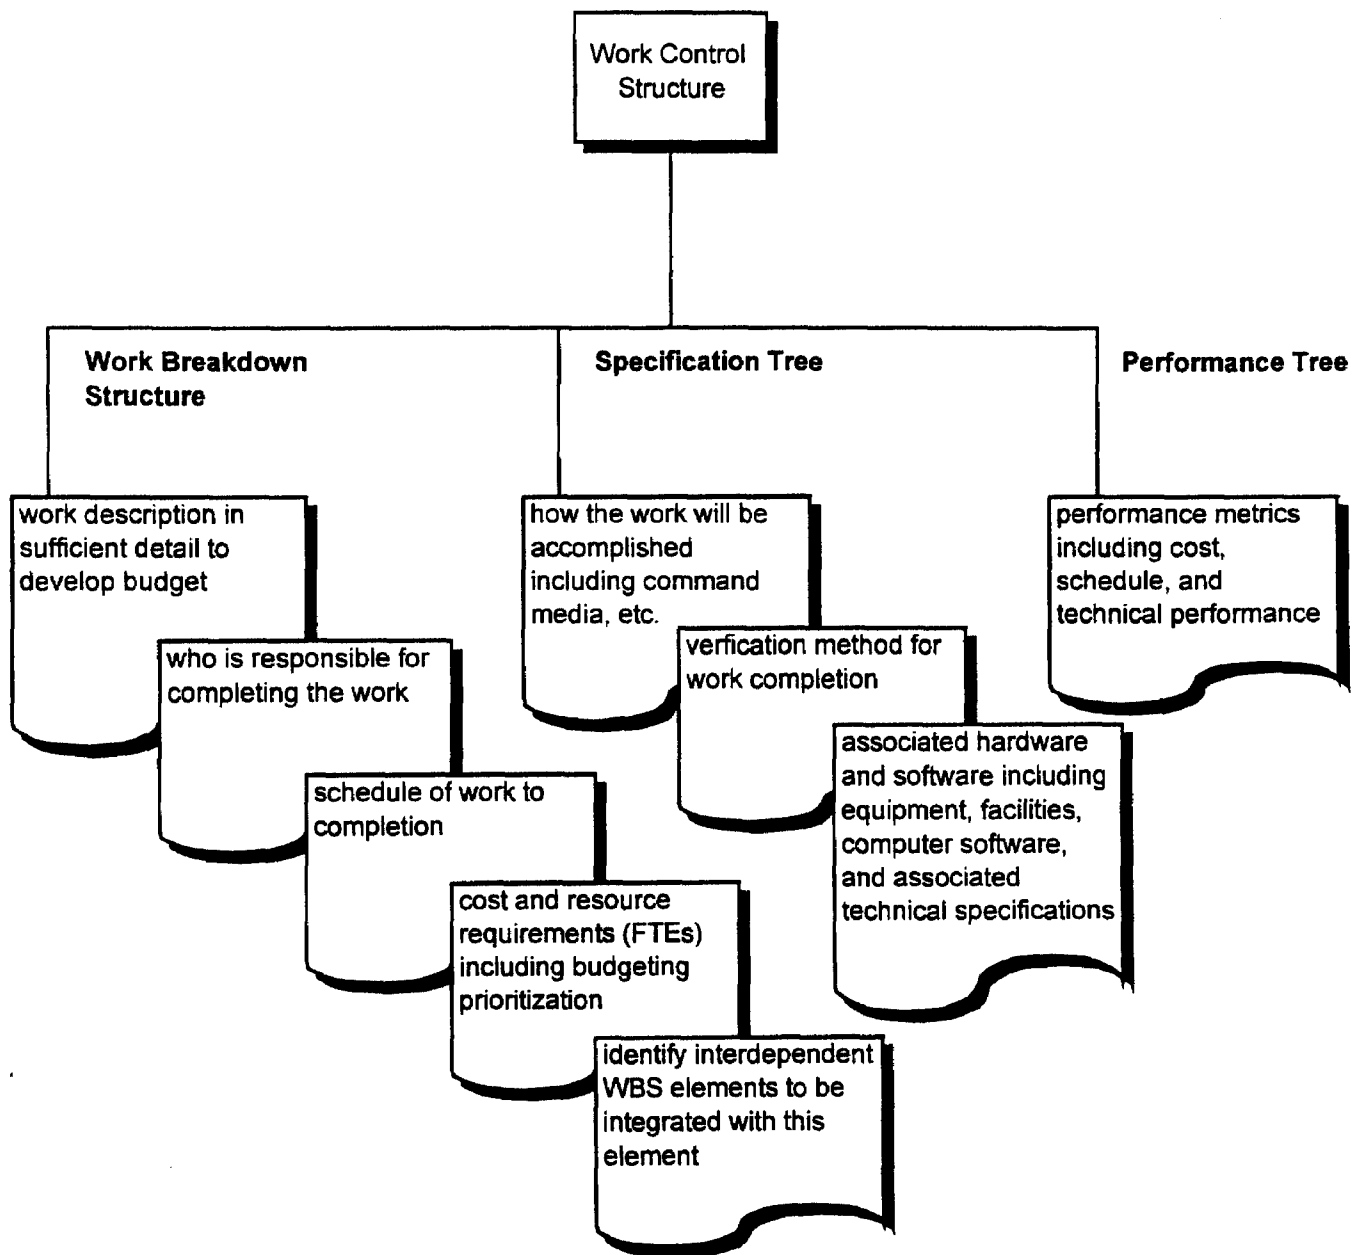 Work Control
Structure
Work Breakdown
Structure
Specification Tree
Performance Tree
work description in
sufficient detail to
develop budget
who is responsible for
completing the work
schedule of work to
completion
cost and resource
requirements (FTEs)
including budgeting
prioritization
identify interdependent
WBS elements to be
integrated with this
element
how the work will be
accomplished
including command
media, etc.
verfication method for
work completion
associated hardware
and software including
equipment, facilities,
computer software,
and associated
technical specifications
performance metrics
including cost,
schedule, and
technical performance